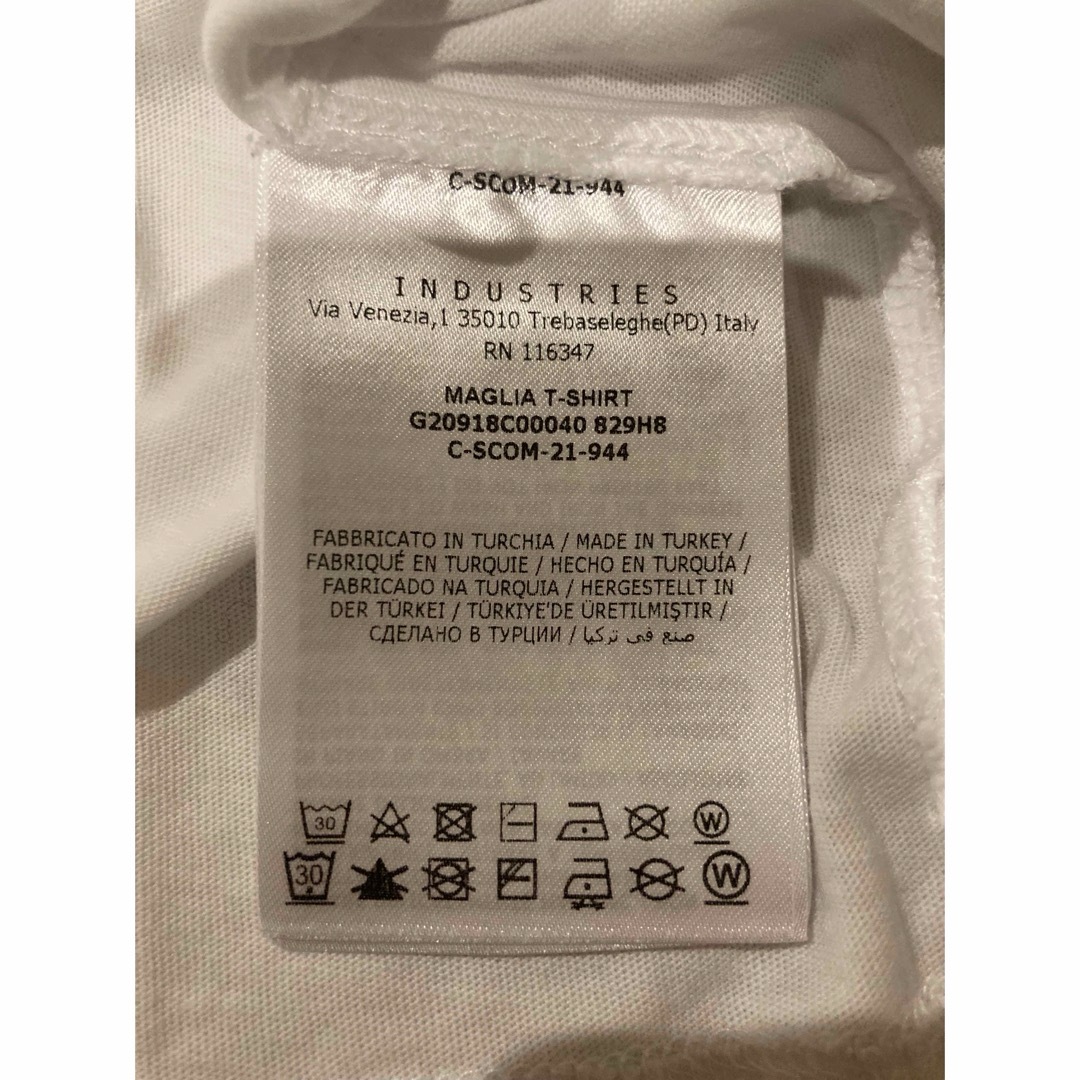 C-SCOM-21-944
INDUSTRIES
Via Venezia,1 35010 Trebaseleghe(PD) Italy
RN 116347
MAGLIA T-SHIRT
G20918C00040 829H8
C-SCOM-21-944
FABBRICATO IN TURCHIA / MADE IN TURKEY /
FABRIQUÉ EN TURQUIE / HECHO EN TURQUÍA /
FABRICADO NA TURQUIA / HERGESTELLT IN
DER TÜRKEI / TÜRKIYE'DE ÜRETILMIŞTIR /
СДЕЛАНО В ТУРЦИИ / صنع في تركيا
30 W
30 W